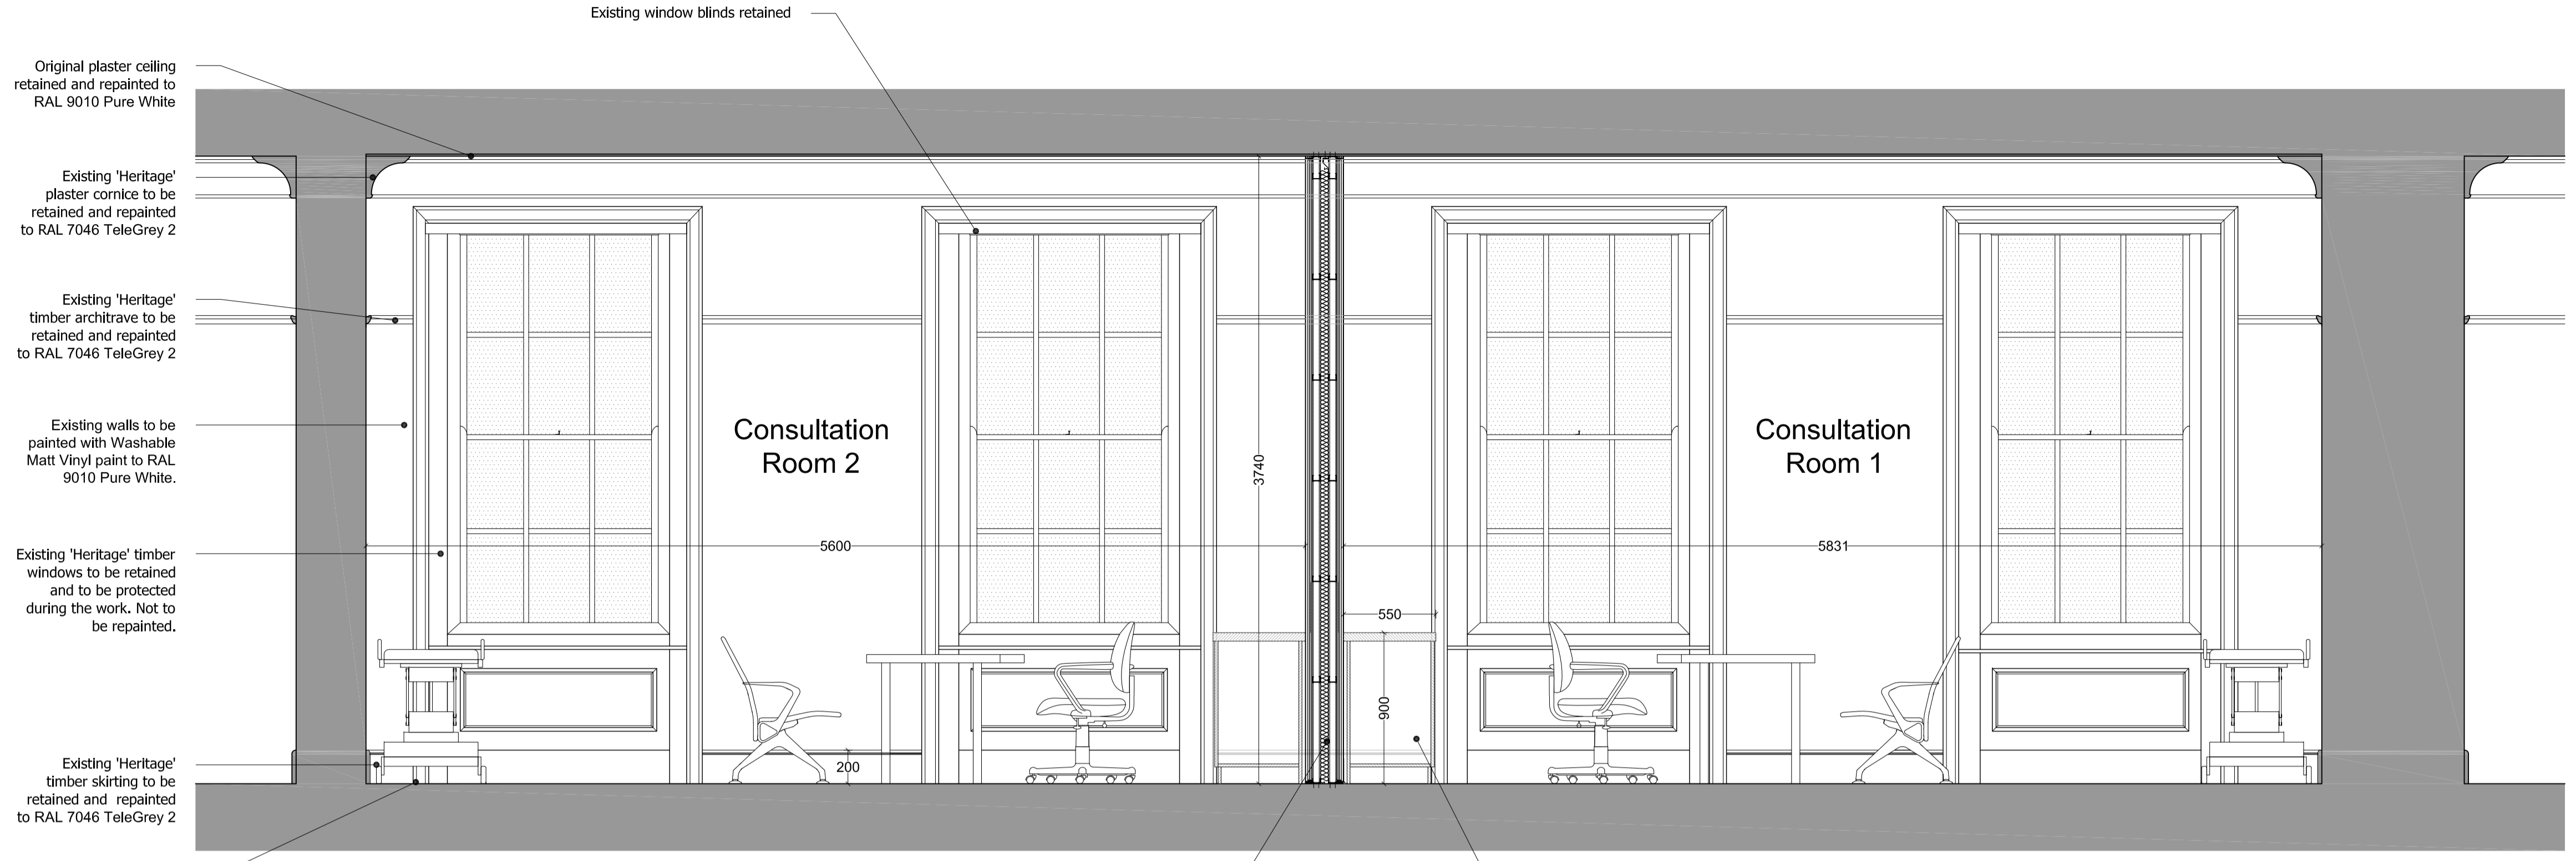 Existing window blinds retained
Original plaster ceiling
retained and repainted to
RAL 9010 Pure White
Existing 'Heritage'
plaster cornice to be
retained and repainted
to RAL 7046 TeleGrey 2
Existing 'Heritage'
timber architrave to be
retained and repainted
to RAL 7046 TeleGrey 2
Existing walls to be
painted with Washable
Matt Vinyl paint to RAL
9010 Pure White.
Existing 'Heritage' timber
windows to be retained
and to be protected
during the work. Not to
be repainted.
Existing 'Heritage'
timber skirting to be
retained and repainted
to RAL 7046 TeleGrey 2
Consultation
Room 2
3740
5600
200
Consultation
Room 1
5831
550
900